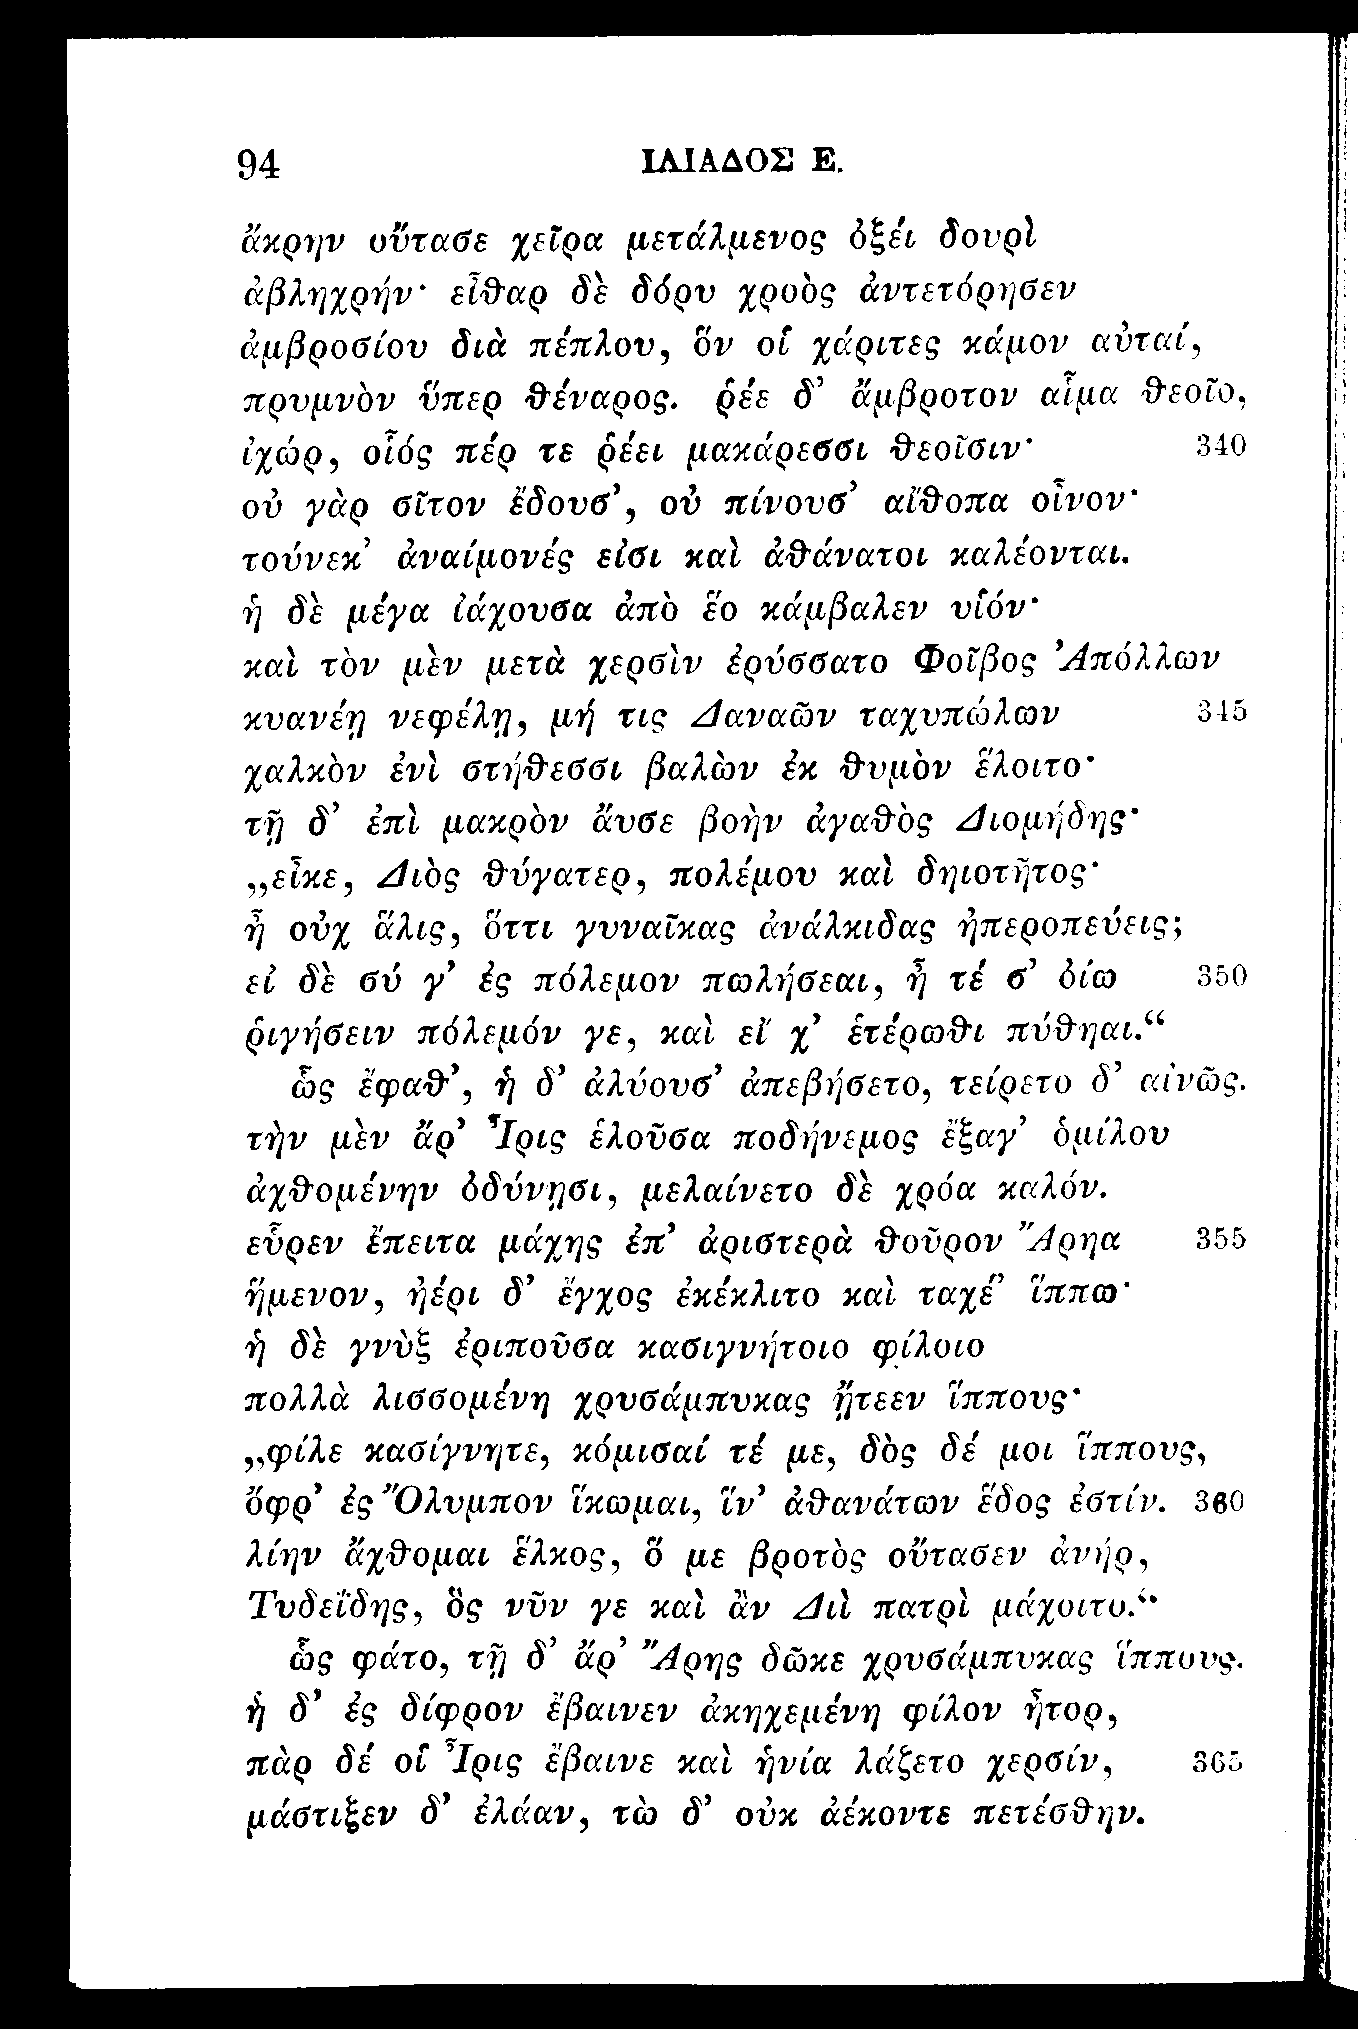 94 ΙΛΙΑΔΟΣ Ε.
ἄκρην οὔτασε χεῖρα μετάλμενος ὀξέι δουρὶ
ἀβληχρήν· εἶθαρ δὲ δόρυ χροὸς ἀντετόρησεν
ἀμβροσίου διὰ πέπλου, ὅν οἱ χάριτες κάμον αὐταί,
πρυμνὸν ὕπερ θέναρος. ῥέε δ’ ἄμβροτον αἷμα θεοῖο,
ἰχώρ, οἷός πέρ τε ῥέει μακάρεσσι θεοῖσιν· 340
οὐ γὰρ σῖτον ἔδουσ’, οὐ πίνουσ’ αἴθοπα οἶνον·
τούνεκ’ ἀναίμονές εἰσι καὶ ἀθάνατοι καλέονται.
ἡ δὲ μέγα ἰάχουσα ἀπὸ ἕο κάμβαλεν υἱόν·
καὶ τὸν μὲν μετὰ χερσὶν ἐρύσσατο Φοῖβος Ἀπόλλων
κυανέῃ νεφέλῃ, μή τις Δαναῶν ταχυπώλων 345
χαλκὸν ἐνὶ στήθεσσι βαλὼν ἐκ θυμὸν ἕλοιτο·
τῇ δ’ ἐπὶ μακρὸν ἄυσε βοὴν ἀγαθὸς Διομήδης·
„εἶκε, Διὸς θύγατερ, πολέμου καὶ δηιοτῆτος·
ἦ οὐχ ἅλις, ὅττι γυναῖκας ἀνάλκιδας ἠπεροπεύεις;
εἰ δὲ σύ γ’ ἐς πόλεμον πωλήσεαι, ἦ τέ σ’ ὀίω 350
ῥιγήσειν πόλεμόν γε, καὶ εἴ χ’ ἑτέρωθι πύθηαι.“
ὣς ἔφαθ’, ἡ δ’ ἀλύουσ’ ἀπεβήσετο, τείρετο δ’ αἰνῶς.
τὴν μὲν ἄρ’ Ἶρις ἑλοῦσα ποδήνεμος ἔξαγ’ ὁμίλου
ἀχθομένην ὀδύνῃσι, μελαίνετο δὲ χρόα καλόν.
εὗρεν ἔπειτα μάχης ἐπ’ ἀριστερὰ θοῦρον Ἄρηα 355
ἥμενον, ἠέρι δ’ ἔγχος ἐκέκλιτο καὶ ταχέ’ ἵππω·
ἡ δὲ γνὺξ ἐριποῦσα κασιγνήτοιο φίλοιο
πολλὰ λισσομένη χρυσάμπυκας ᾔτεεν ἵππους·
„φίλε κασίγνητε, κόμισαί τέ με, δὸς δέ μοι ἵππους,
ὄφρ’ ἐς Ὄλυμπον ἵκωμαι, ἵν’ ἀθανάτων ἕδος ἐστίν. 360
λίην ἄχθομαι ἕλκος, ὅ με βροτὸς οὔτασεν ἀνήρ,
Τυδεΐδης, ὃς νῦν γε καὶ ἂν Διὶ πατρὶ μάχοιτο.“
ὣς φάτο, τῇ δ’ ἄρ’ Ἄρης δῶκε χρυσάμπυκας ἵππους.
ἡ δ’ ἐς δίφρον ἔβαινεν ἀκηχεμένη φίλον ἦτορ,
πὰρ δέ οἱ Ἶρις ἔβαινε καὶ ἡνία λάζετο χερσίν, 365
μάστιξεν δ’ ἐλάαν, τὼ δ’ οὐκ ἀέκοντε πετέσθην.